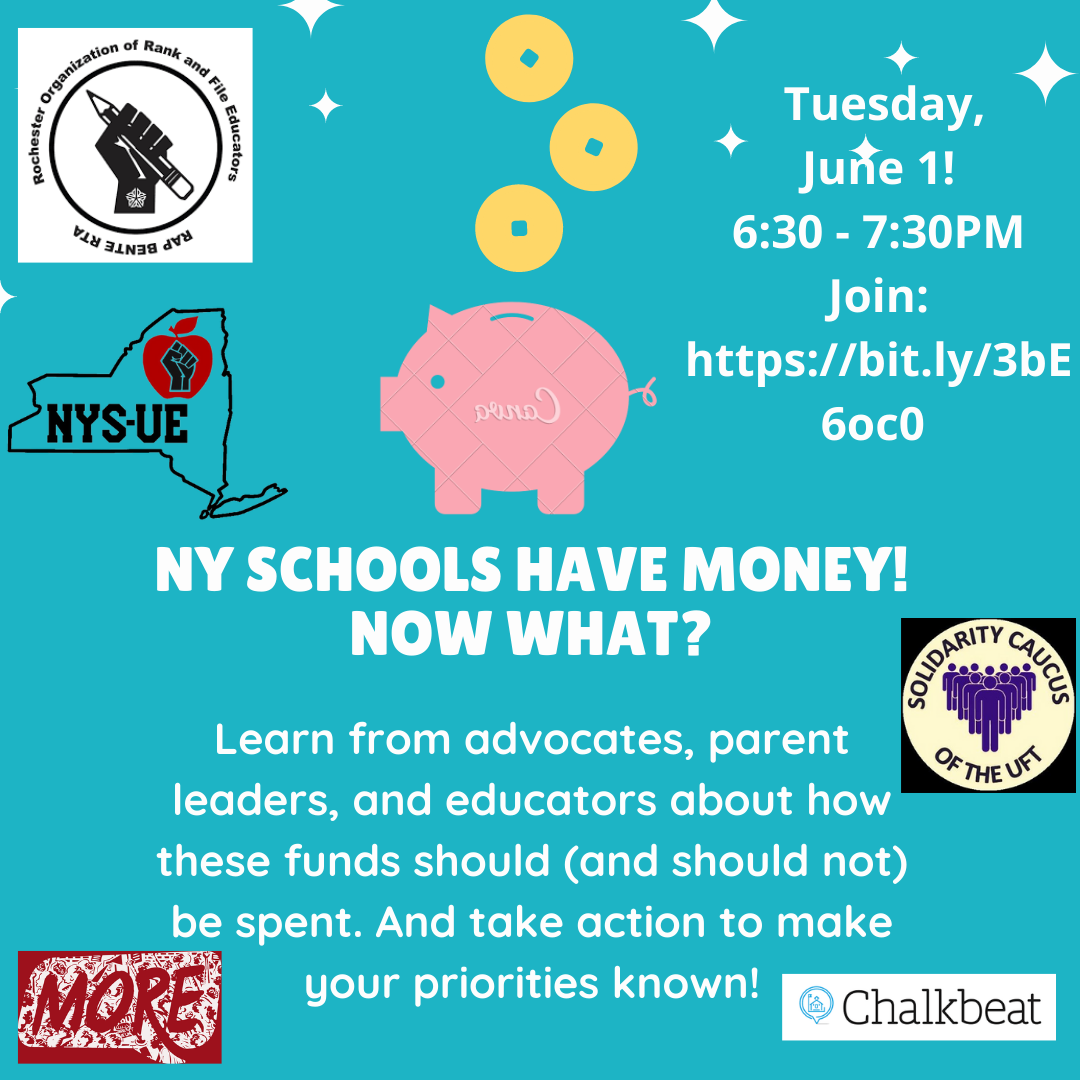 Rochester Organization of Rank and File Educators
RAP BENTE RTA
Tuesday,
June 1!
6:30 - 7:30PM
Join:
https://bit.ly/3bE
6oc0
NYS-UE
Canva
NY SCHOOLS HAVE MONEY!
NOW WHAT?
SOLIDARITY CAUCUS
OF THE UFT
Learn from advocates, parent
leaders, and educators about how
these funds should (and should not)
be spent. And take action to make
your priorities known!
MORE
Chalkbeat